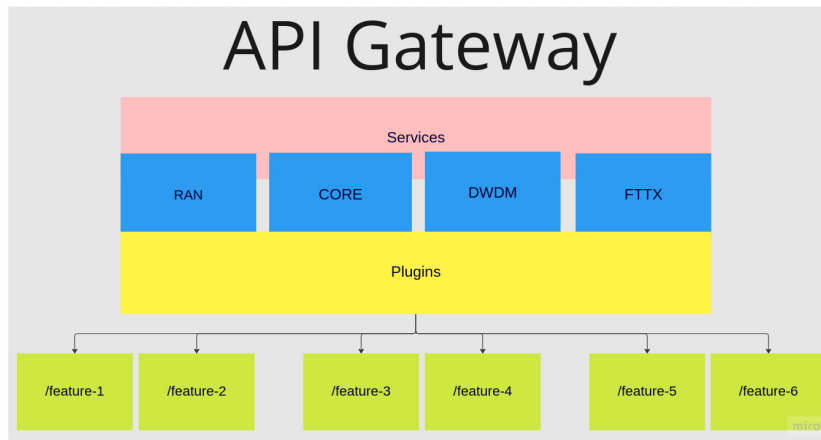 API Gateway
Services
RAN
CORE
DWDM
FTTX
Plugins
/feature-1
/feature-2
/feature-3
/feature-4
/feature-5
/feature-6
miro